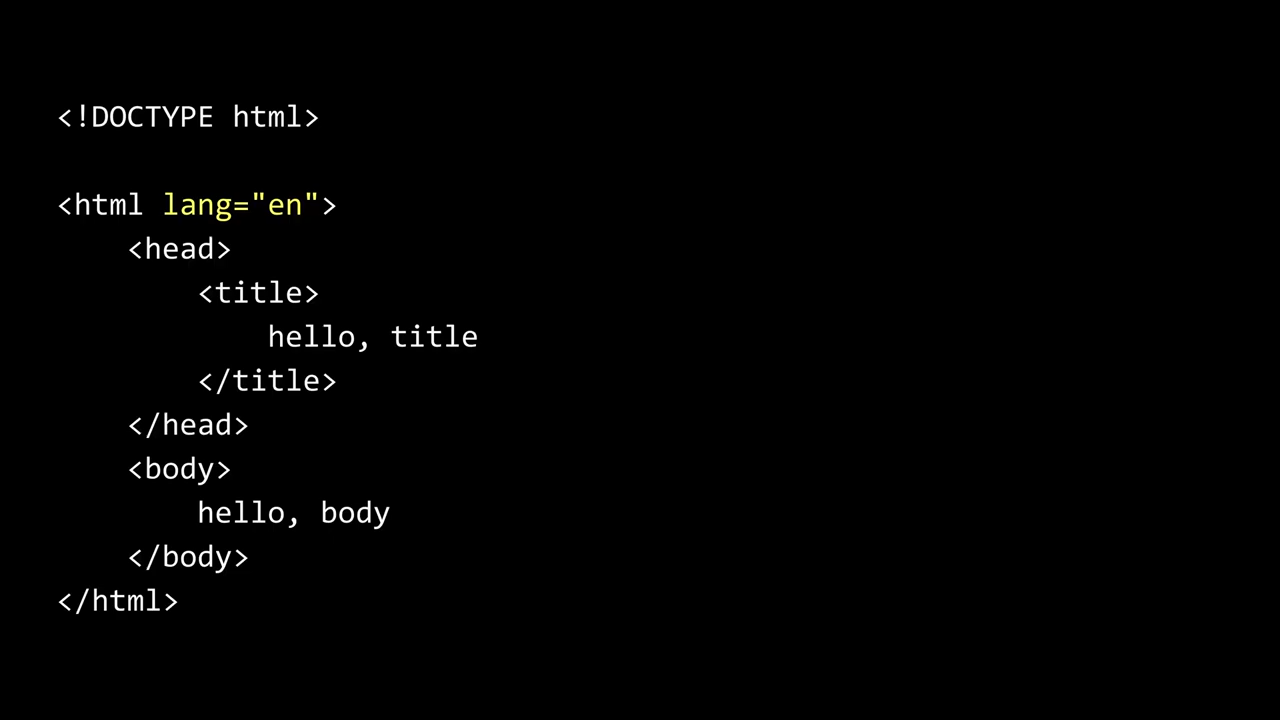 <!DOCTYPE html>
<html lang="en">
<head>
<title>
hello, title
</title>
</head>
<body>
hello, body
</body>
</html>